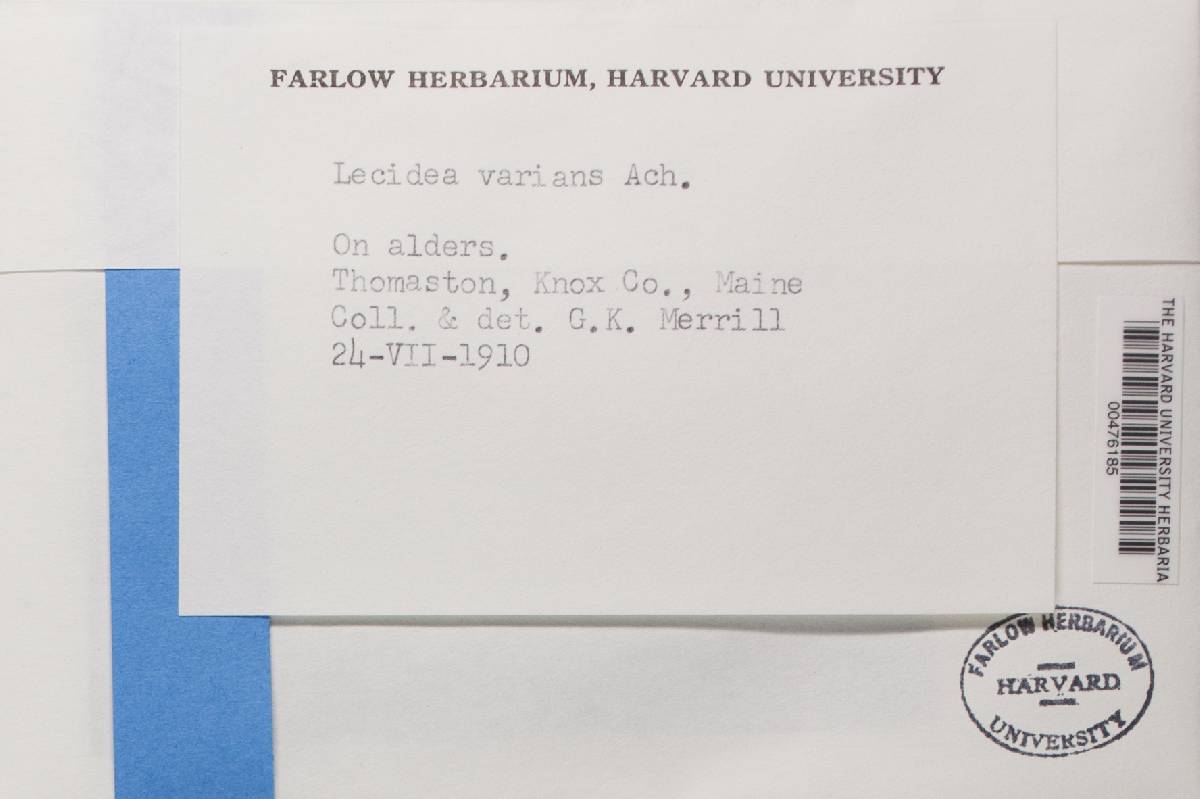 FARLOW HERBARIUM, HARVARD UNIVERSITY
Lecidea varians Ach.
On alders.
Thomaston, Knox Co., Maine
Coll. & det. G.K. Merrill
24-VII-1910
THE HARVARD UNIVERSITY HERBARIA
00476185
FARLOW HERBARIUM
HARVARD
UNIVERSITY